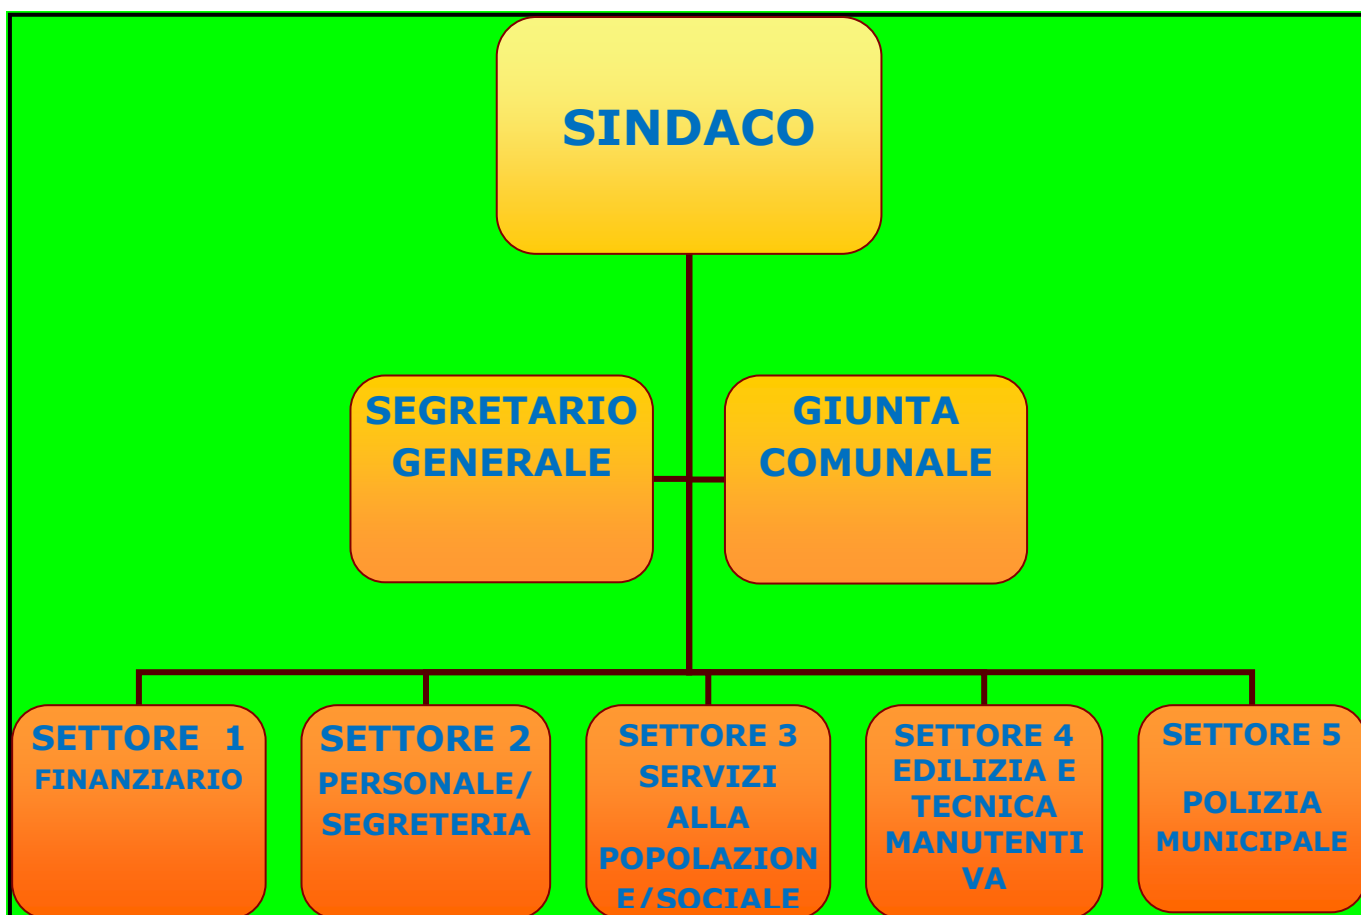 SINDACO
SEGRETARIO
GENERALE
GIUNTA
COMUNALE
SETTORE 1
FINANZIARIO
SETTORE 2
PERSONALE/
SEGRETERIA
SETTORE 3
SERVIZI
ALLA
POPOLAZION
E/SOCIALE
SETTORE 4
EDILIZIA E
TECNICA
MANUTENTI
VA
SETTORE 5
POLIZIA
MUNICIPALE